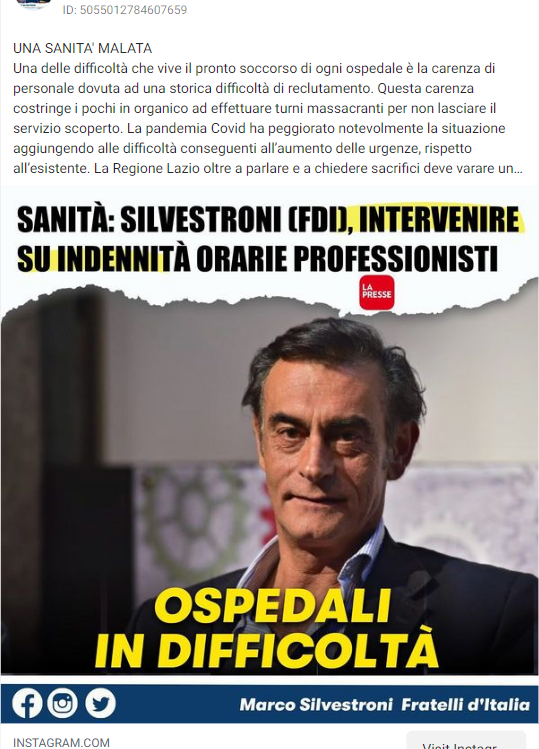 ID: 5055012784607659
UNA SANITA' MALATA
Una delle difficoltà che vive il pronto soccorso di ogni ospedale è la carenza di
personale dovuta ad una storica difficoltà di reclutamento. Questa carenza
costringe i pochi in organico ad effettuare turni massacranti per non lasciare il
servizio scoperto. La pandemia Covid ha peggiorato notevolmente la situazione
aggiungendo alle difficoltà conseguenti all'aumento delle urgenze, rispetto
all'esistente. La Regione Lazio oltre a parlare e a chiedere sacrifici deve varare un...
SANITÀ: SILVESTRONI (FDI), INTERVENIRE
SU INDENNITÀ ORARIE PROFESSIONISTI
LA
PRESSE
OSPEDALI
IN DIFFICOLTÀ
Marco Silvestroni Fratelli d'Italia
INSTAGRAM.COM